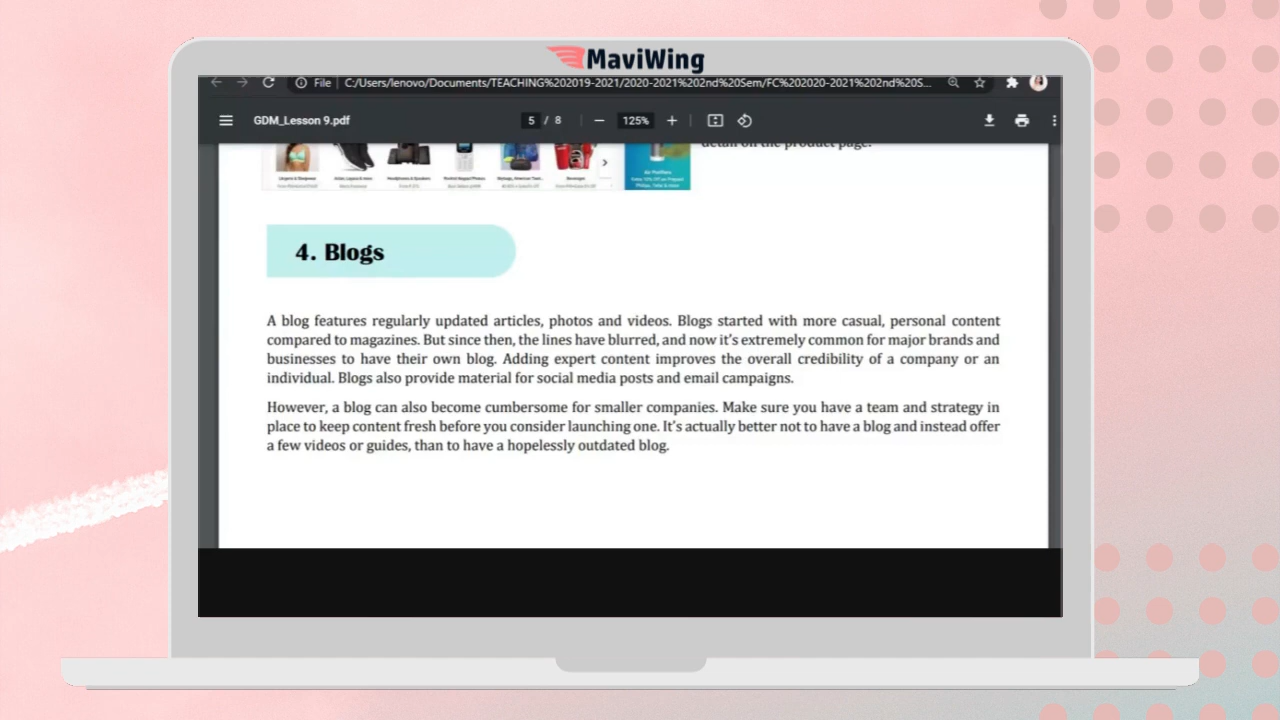 MaviWing
File C:/Users/lenovo/Documents/TEACHING%202019-2021/2020-2021%202nd%20Sem/FC%202020-2021%202nd%20S...
GDM_Lesson 9.pdf 5 / 8 125%
detail on the product page.
Air Purifiers
4. Blogs
A blog features regularly updated articles, photos and videos. Blogs started with more casual, personal content
compared to magazines. But since then, the lines have blurred, and now it's extremely common for major brands and
businesses to have their own blog. Adding expert content improves the overall credibility of a company or an
individual. Blogs also provide material for social media posts and email campaigns.
However, a blog can also become cumbersome for smaller companies. Make sure you have a team and strategy in
place to keep content fresh before you consider launching one. It's actually better not to have a blog and instead offer
a few videos or guides, than to have a hopelessly outdated blog.